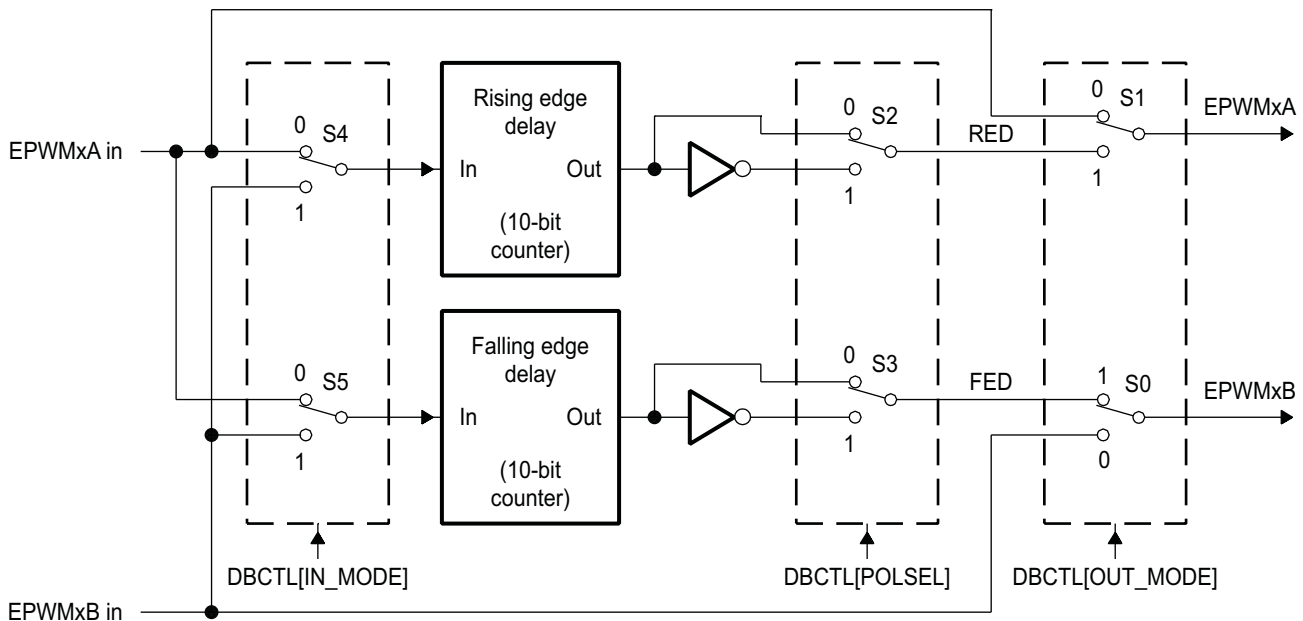 EPWMxA in
0
S4
1
Rising edge
delay
In
Out
(10-bit
counter)
0
S2
1
RED
0
S1
1
EPWMxA
0
S5
1
Falling edge
delay
In
Out
(10-bit
counter)
0
S3
1
FED
1
S0
0
EPWMxB
DBCTL[IN_MODE]
DBCTL[POLSEL]
DBCTL[OUT_MODE]
EPWMxB in